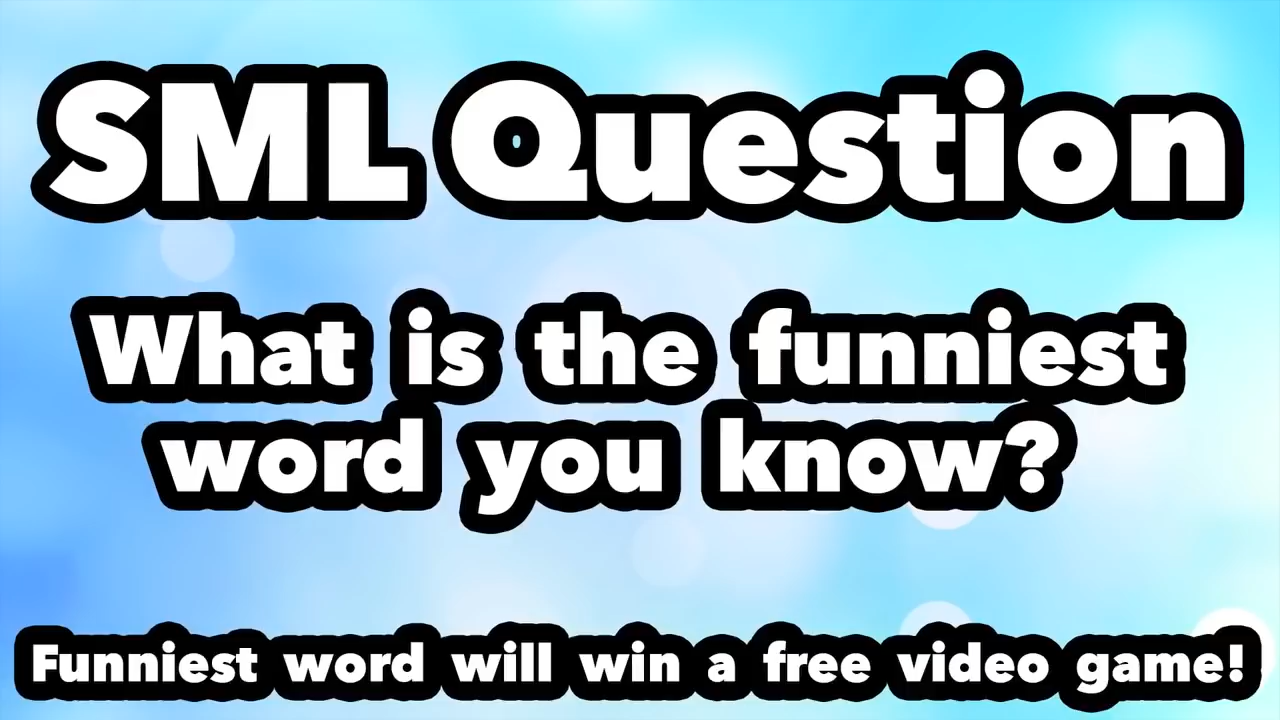 SML Question
What is the funniest
word you know?
Funniest word will win a free video game!